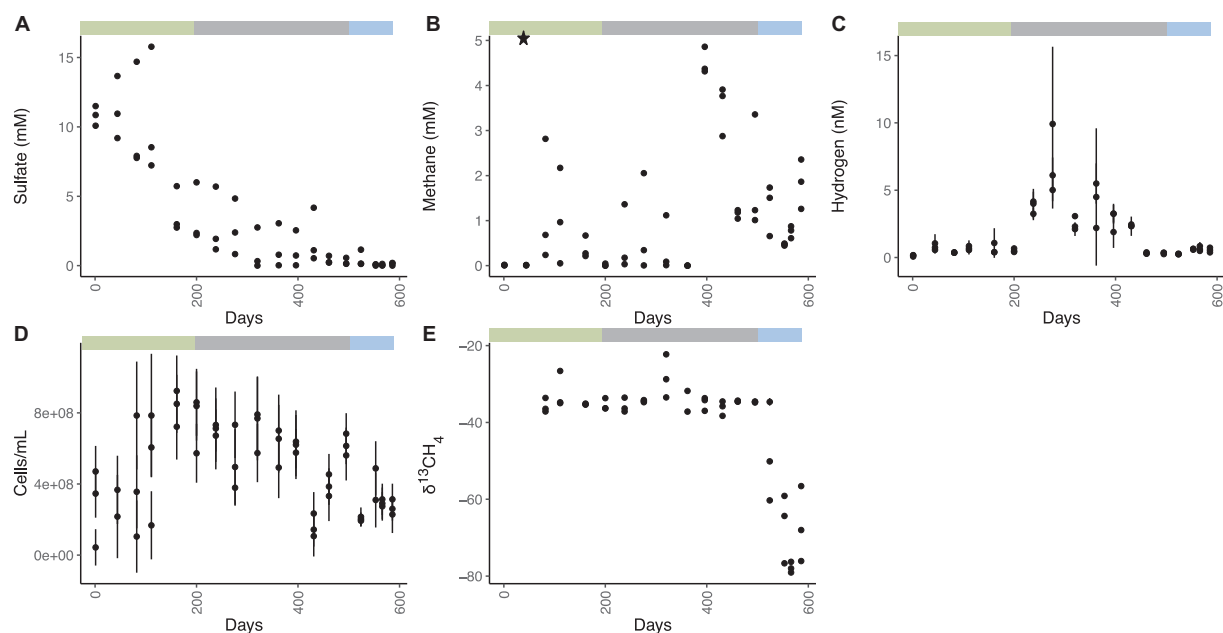 A
Sulfate (mM)
15
10
5
0
0
200
400
600
Days
B
Methane (mM)
5
4
3
2
1
0
0
200
400
600
Days
C
Hydrogen (nM)
15
10
5
0
0
200
400
600
Days
D
Cells/mL
8e+08
4e+08
0e+00
0
200
400
600
Days
E
δ¹³CH₄
−20
−40
−60
−80
0
200
400
600
Days